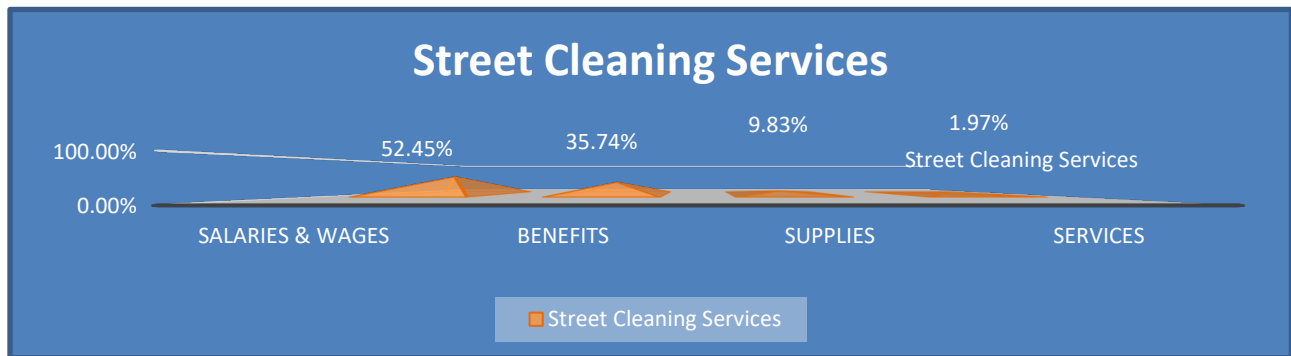 Street Cleaning Services
52.45%
35.74%
9.83%
1.97%
100.00%
Street Cleaning Services
0.00%
SALARIES & WAGES
BENEFITS
SUPPLIES
SERVICES
Street Cleaning Services